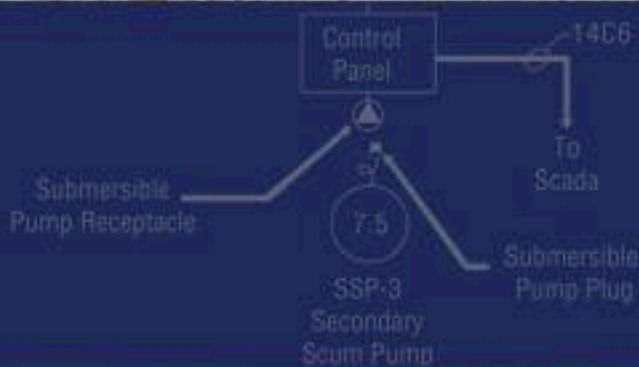 Control
Panel
14C6
To
Scada
Submersible
Pump Receptacle
7.5
Submersible
Pump Plug
SSP-3
Secondary
Scum Pump